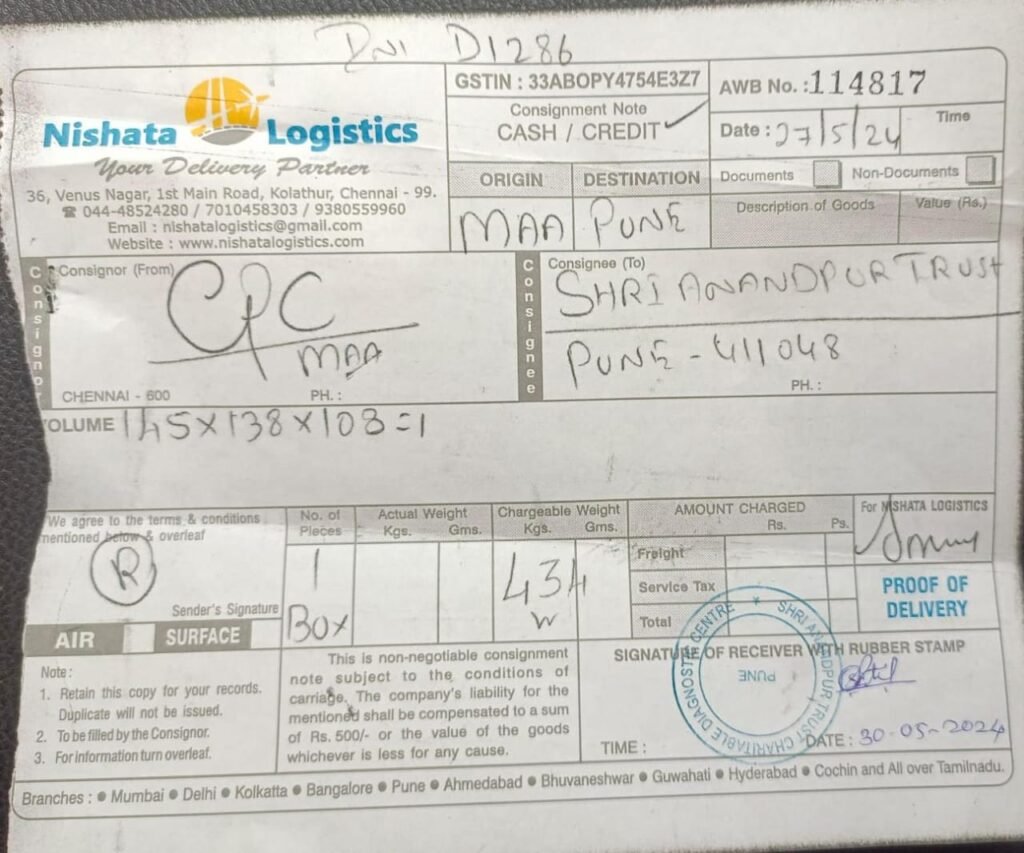 D1286
Nishata Logistics
Your Delivery Partner
36, Venus Nagar, 1st Main Road, Kolathur, Chennai - 99.
☎ 044-48524280 / 7010458303 / 9380559960
Email : nishatalogistics@gmail.com
Website : www.nishatalogistics.com
GSTIN : 33ABOPY4754E3Z7
Consignment Note
CASH / CREDIT ✓
AWB No. : 114817
Date : 27/5/24
Time
ORIGIN
DESTINATION
MAA
PUNE
Documents
Non-Documents
Description of Goods
Value (Rs.)
Consignor
Consignor (From)
CPC
MAA
CHENNAI - 600
PH. :
Consignee
Consignee (To)
SHRI ANANDPUR TRUST
PUNE - 411048
PH. :
OLUME 145x138x103=1
We agree to the terms & conditions
mentioned below & overleaf
R
Sender's Signature
AIR
SURFACE
No. of Pieces
1
Box
Actual Weight
Kgs. Gms.
Chargeable Weight
Kgs. Gms.
434
W
AMOUNT CHARGED
Rs. Ps.
Freight
Service Tax
Total
For NISHATA LOGISTICS
PROOF OF
DELIVERY
Note :
1. Retain this copy for your records.
Duplicate will not be issued.
2. To be filled by the Consignor.
3. For information turn overleaf.
This is non-negotiable consignment
note subject to the conditions of
carriage. The company's liability for the
mentioned shall be compensated to a sum
of Rs. 500/- or the value of the goods
whichever is less for any cause.
SIGNATURE OF RECEIVER WITH RUBBER STAMP
SHRI ANANDPUR TRUST CHARITABLE DIAGNOSTIC CENTRE *
PUNE
TIME :
DATE : 30-05-2024
Branches : ● Mumbai ● Delhi ● Kolkatta ● Bangalore ● Pune ● Ahmedabad ● Bhuvaneshwar ● Guwahati ● Hyderabad ● Cochin and All over Tamilnadu.